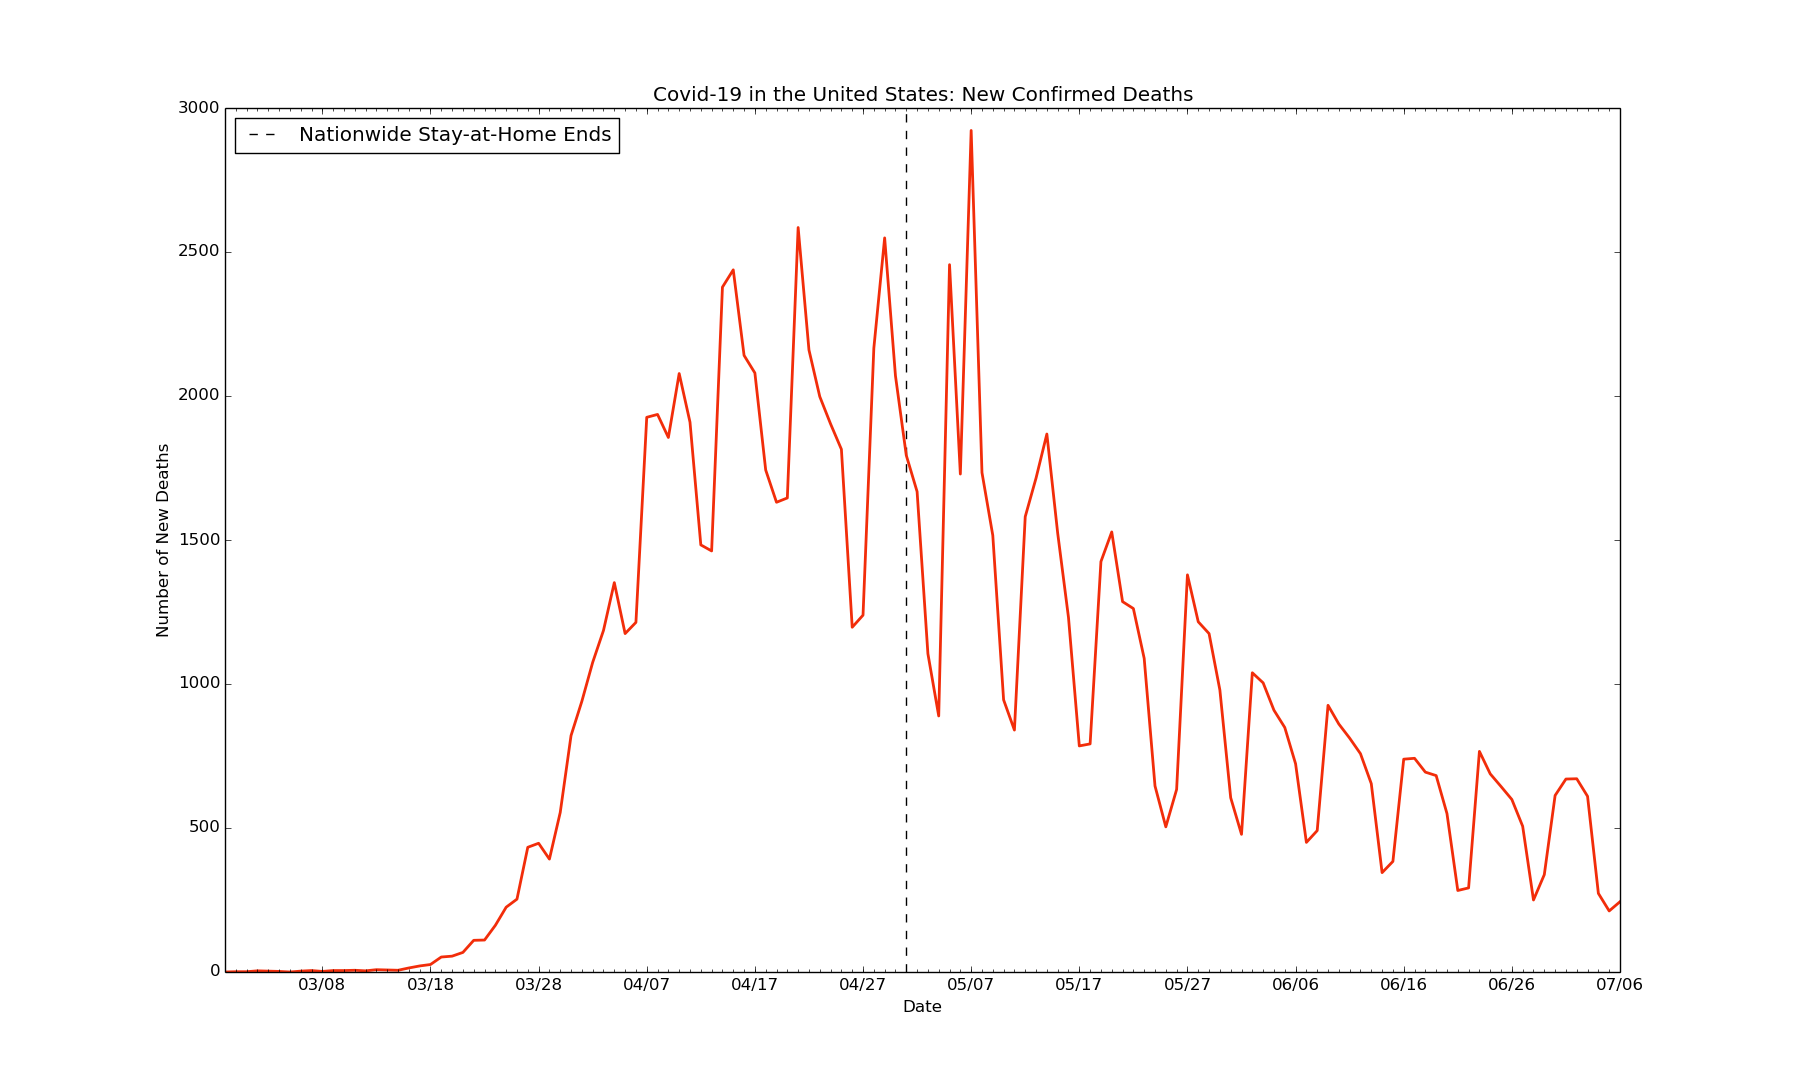 Covid-19 in the United States: New Confirmed Deaths
3000
Nationwide Stay-at-Home Ends
2500
2000
1500
1000
500
0
Number of New Deaths
03/08 03/18 03/28 04/07 04/17 04/27 05/07 05/17 05/27 06/06 06/16 06/26 07/06
Date